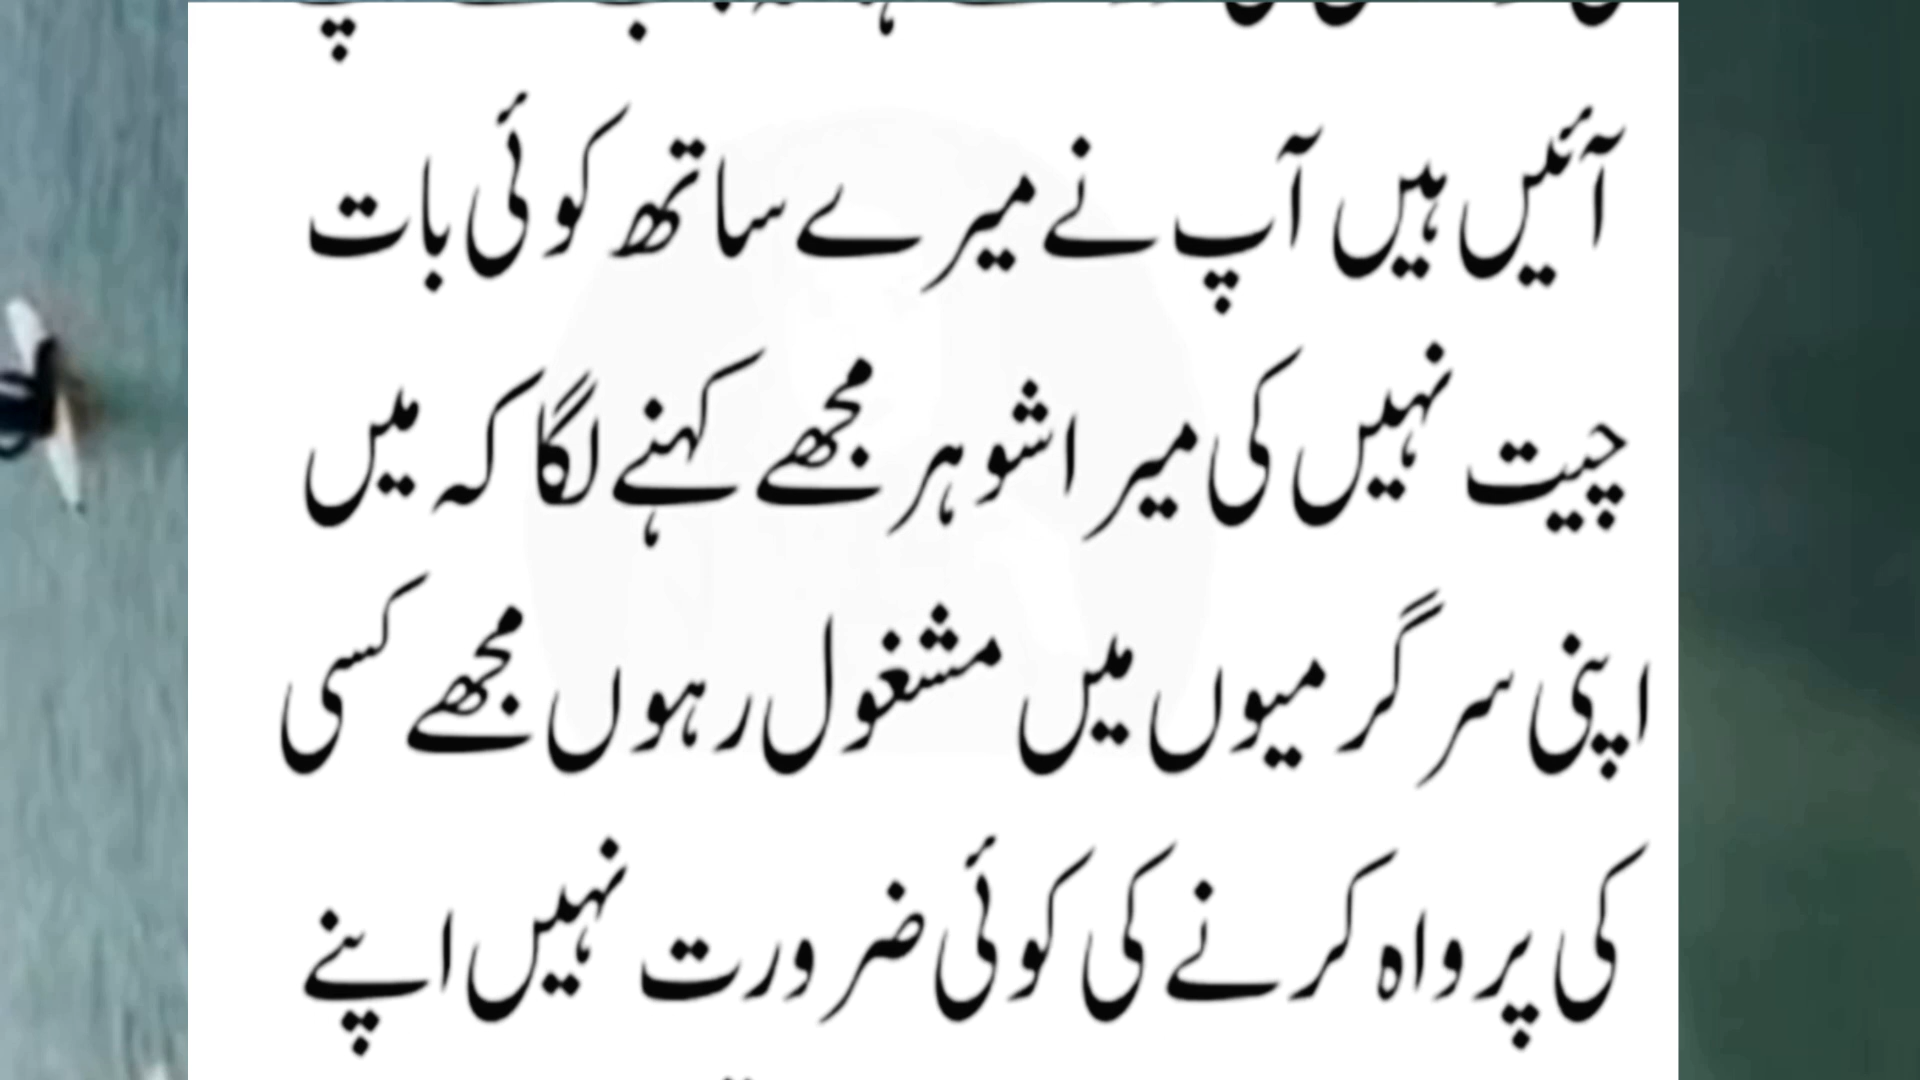 آئیں ہیں آپ نے میرے ساتھ کوئی بات
چیت نہیں کی میرا شوہر مجھے کہنے لگا کہ میں
اپنی سرگرمیوں میں مشغول رہوں مجھے کسی
کی پرواہ کرنے کی کوئی ضرورت نہیں اپنے